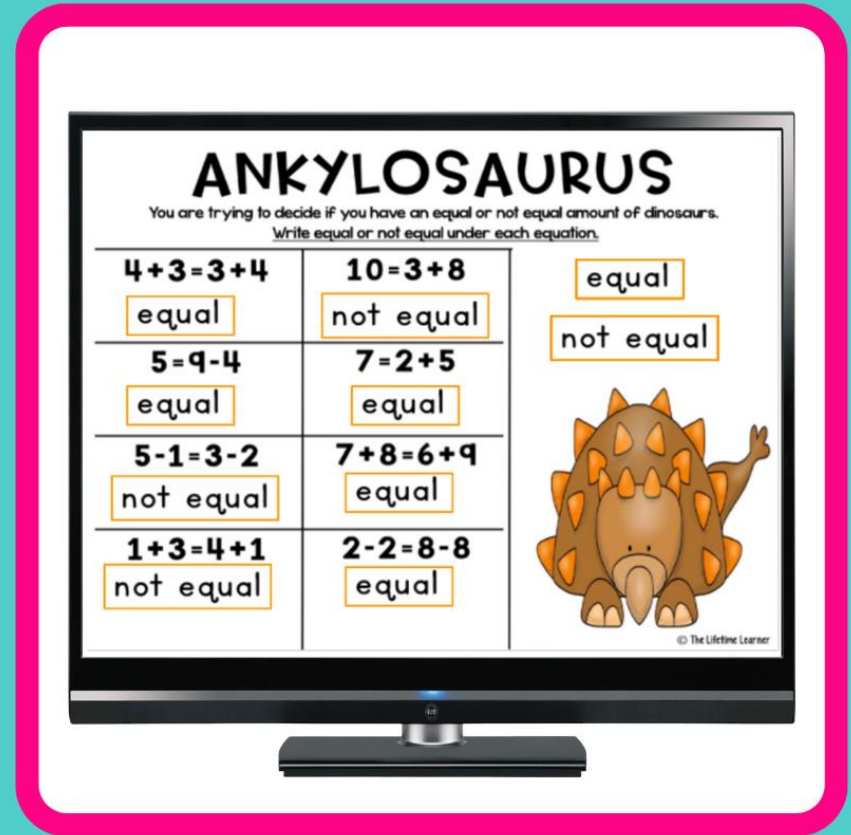 ANKYLOSAURUS
You are trying to decide if you have an equal or not equal amount of dinosaurs.
Write equal or not equal under each equation.
4+3=3+4
equal
10=3+8
not equal
5=9-4
equal
7=2+5
equal
5-1=3-2
not equal
7+8=6+9
equal
1+3=4+1
not equal
2-2=8-8
equal
equal
not equal
© The Lifetime Learner